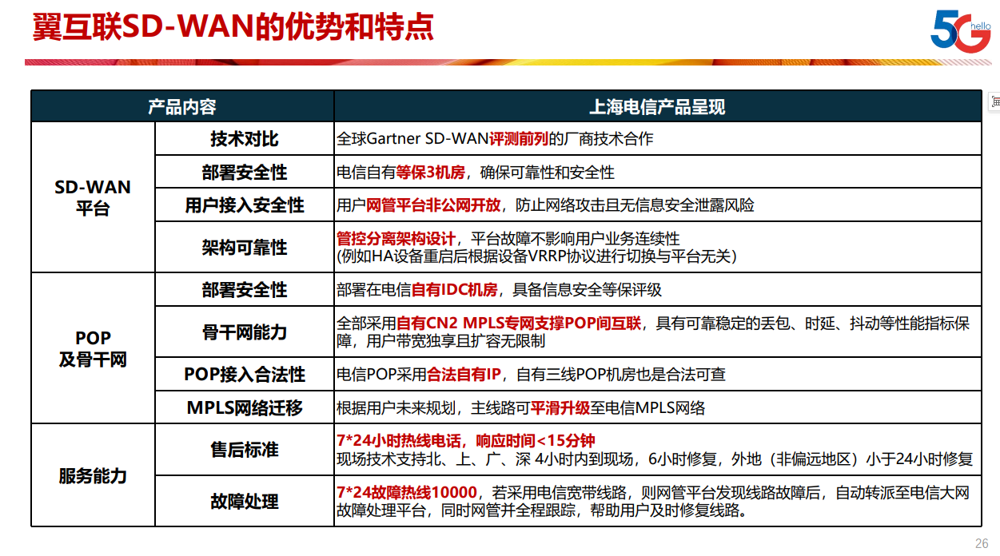 翼互联SD-WAN的优势和特点
5G hello
产品内容
上海电信产品呈现
SD-WAN
平台
技术对比
全球Gartner SD-WAN评测前列的厂商技术合作
部署安全性
电信自有等保3机房，确保可靠性和安全性
用户接入安全性
用户网管平台非公网开放，防止网络攻击且无信息安全泄露风险
架构可靠性
管控分离架构设计，平台故障不影响用户业务连续性
(例如HA设备重启后根据设备VRRP协议进行切换与平台无关）
POP
及骨干网
部署安全性
部署在电信自有IDC机房，具备信息安全等保评级
骨干网能力
全部采用自有CN2 MPLS专网支撑POP间互联，具有可靠稳定的丢包、时延、抖动等性能指标保
障，用户带宽独享且扩容无限制
POP接入合法性
电信POP采用合法自有IP，自有三线POP机房也是合法可查
MPLS网络迁移
根据用户未来规划，主线路可平滑升级至电信MPLS网络
服务能力
售后标准
7*24小时热线电话，响应时间<15分钟
现场技术支持北、上、广、深 4小时内到现场，6小时修复，外地（非偏远地区）小于24小时修复
故障处理
7*24故障热线10000，若采用电信宽带线路，则网管平台发现线路故障后，自动转派至电信大网
故障处理平台，同时网管并全程跟踪，帮助用户及时修复线路。
26